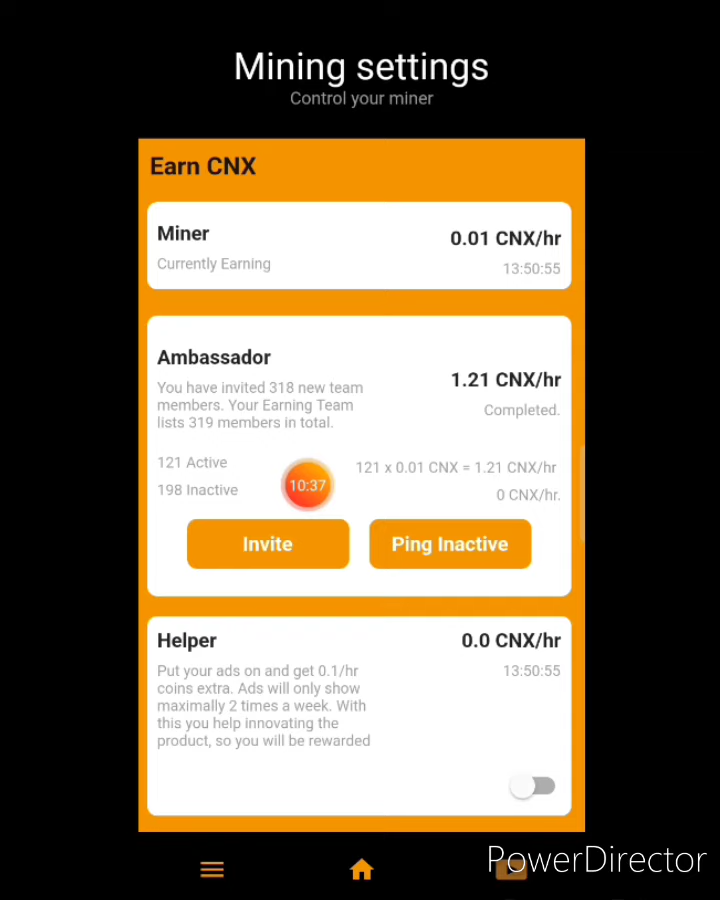 Mining settings
Control your miner
Earn CNX
Miner
0.01 CNX/hr
Currently Earning
13:50:55
Ambassador
You have invited 318 new team
members. Your Earning Team
lists 319 members in total.
1.21 CNX/hr
Completed.
121 Active
121 x 0.01 CNX = 1.21 CNX/hr
198 Inactive
0 CNX/hr.
10:37
Invite
Ping Inactive
Helper
0.0 CNX/hr
Put your ads on and get 0.1/hr
coins extra. Ads will only show
maximally 2 times a week. With
this you help innovating the
product, so you will be rewarded
13:50:55
PowerDirector